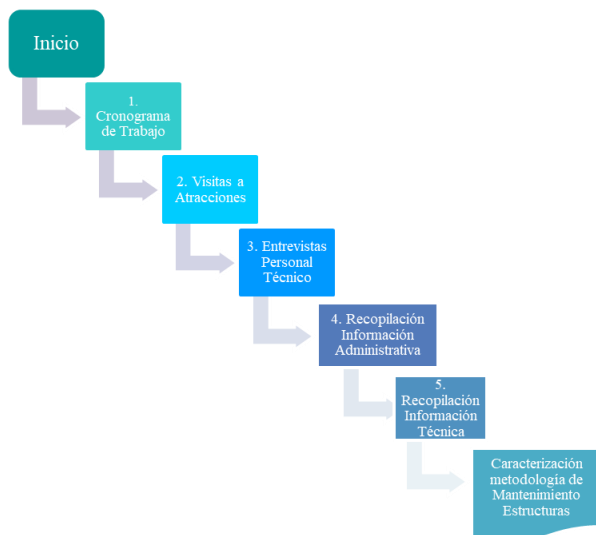 Inicio
1.
Cronograma
de Trabajo
2. Visitas a
Atracciones
3. Entrevistas
Personal
Técnico
4. Recopilación
Información
Administrativa
5.
Recopilación
Información
Técnica
Caracterización
metodología de
Mantenimiento
Estructuras